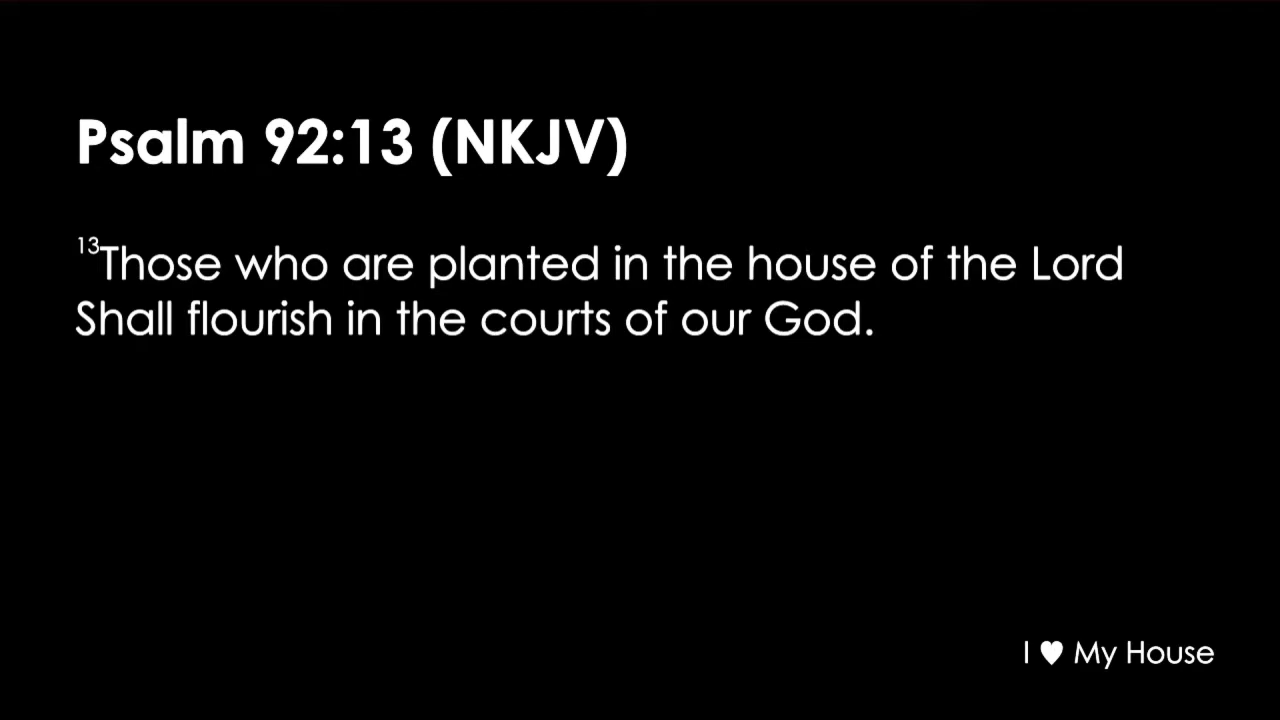 Psalm 92:13 (NKJV)
¹³Those who are planted in the house of the Lord
Shall flourish in the courts of our God.
I ♥ My House